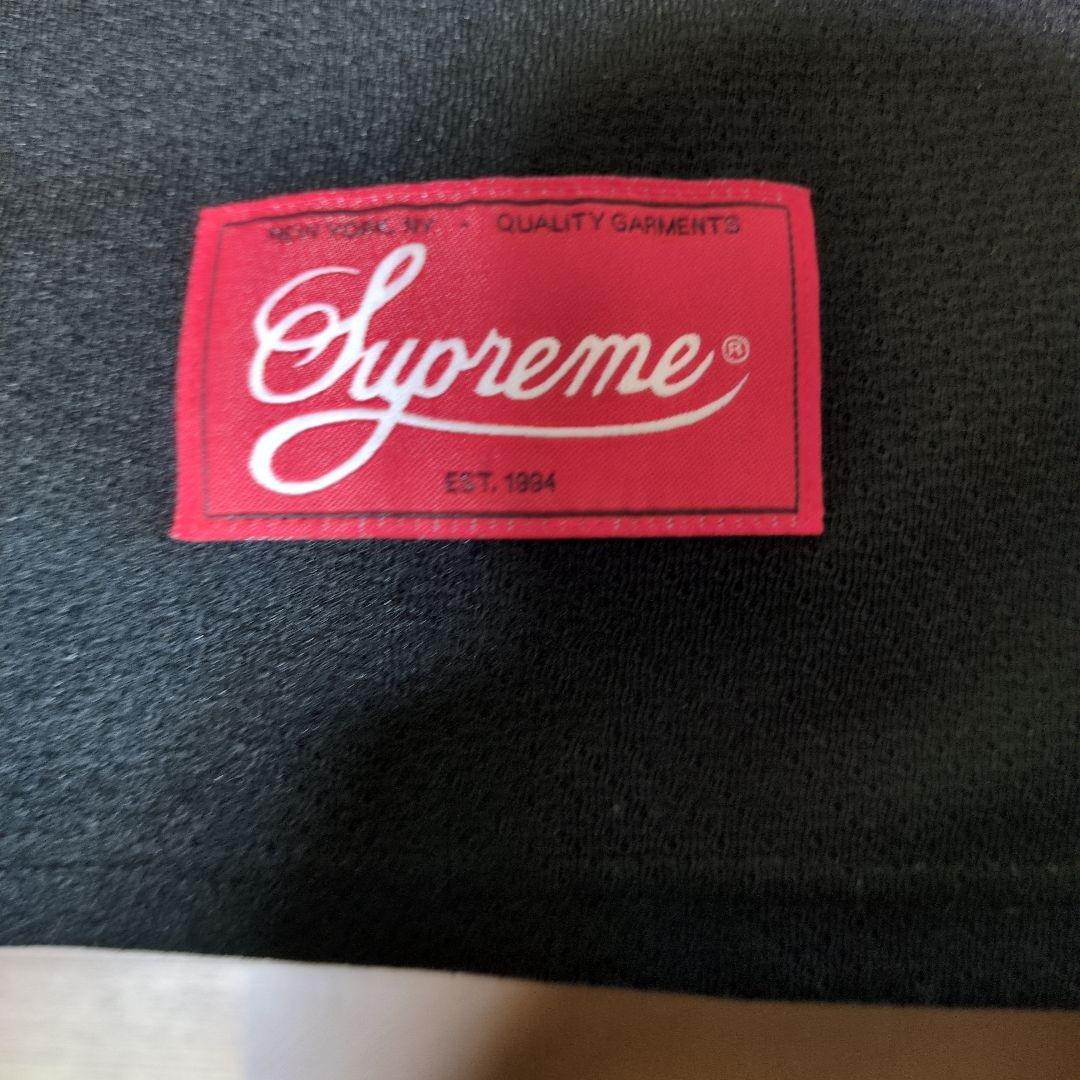 NEW YORK, NY. - QUALITY GARMENTS
Supreme®
EST. 1994